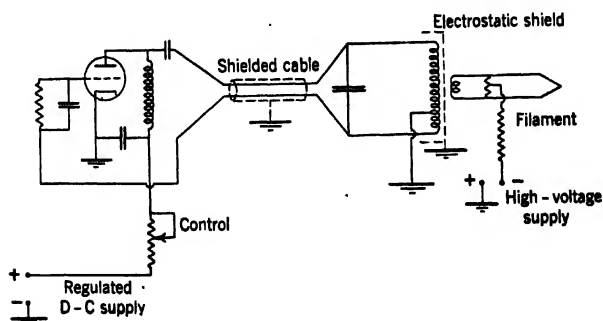 Electrostatic shield
Shielded cable
Filament
+ -
High-voltage
supply
Control
+
Regulated
- D-C supply